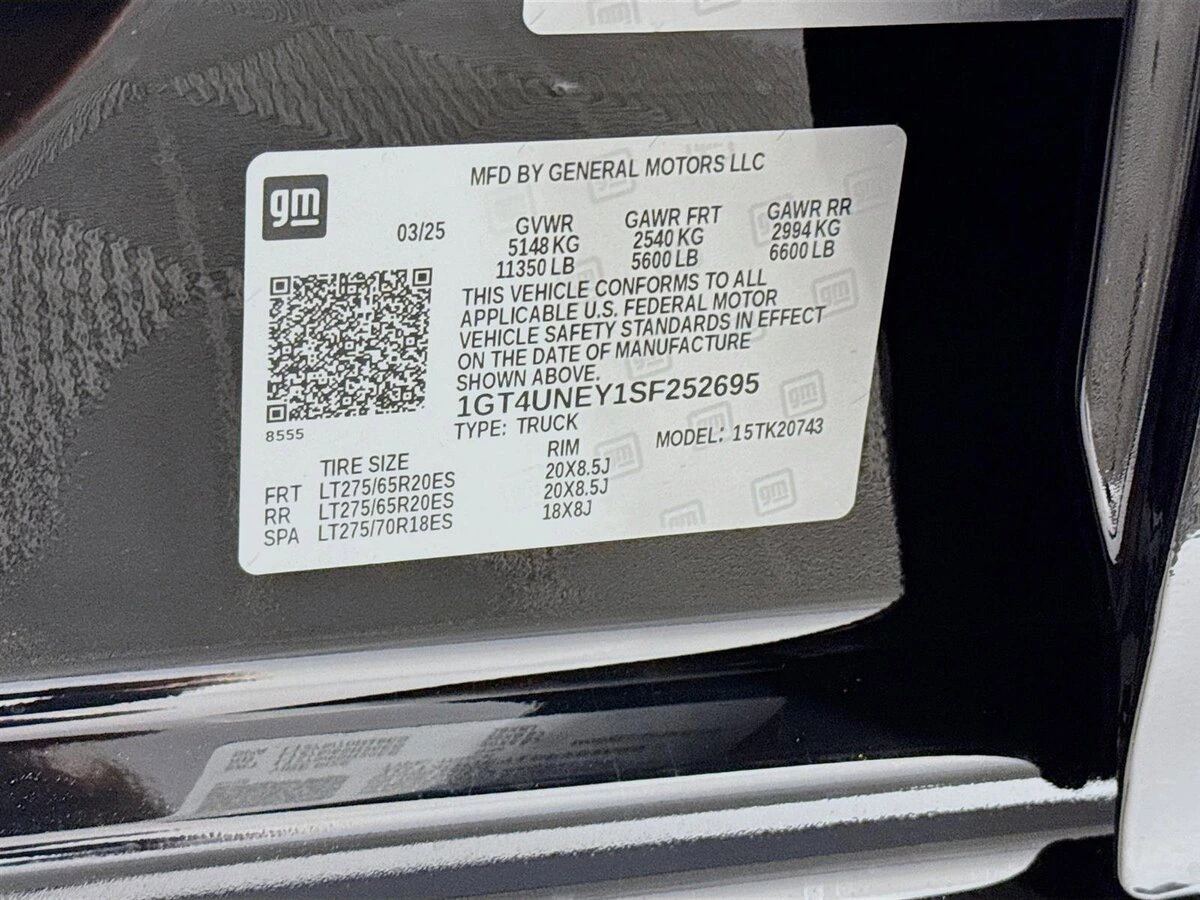 gm
MFD BY GENERAL MOTORS LLC
03/25
GVWR GAWR FRT GAWR RR
5148 KG 2540 KG 2994 KG
11350 LB 5600 LB 6600 LB
THIS VEHICLE CONFORMS TO ALL
APPLICABLE U.S. FEDERAL MOTOR
VEHICLE SAFETY STANDARDS IN EFFECT
ON THE DATE OF MANUFACTURE
SHOWN ABOVE.
1GT4UNEY1SF252695
8555
TYPE: TRUCK MODEL: 15TK20743
TIRE SIZE RIM
FRT LT275/65R20ES 20X8.5J
RR LT275/65R20ES 20X8.5J
SPA LT275/70R18ES 18X8J